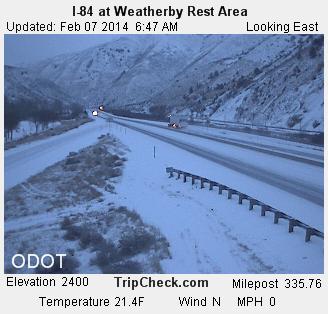 I-84 at Weatherby Rest Area
Updated: Feb 07 2014 6:47 AM Looking East
ODOT
Elevation 2400 TripCheck.com Milepost 335.76
Temperature 21.4F Wind N MPH 0